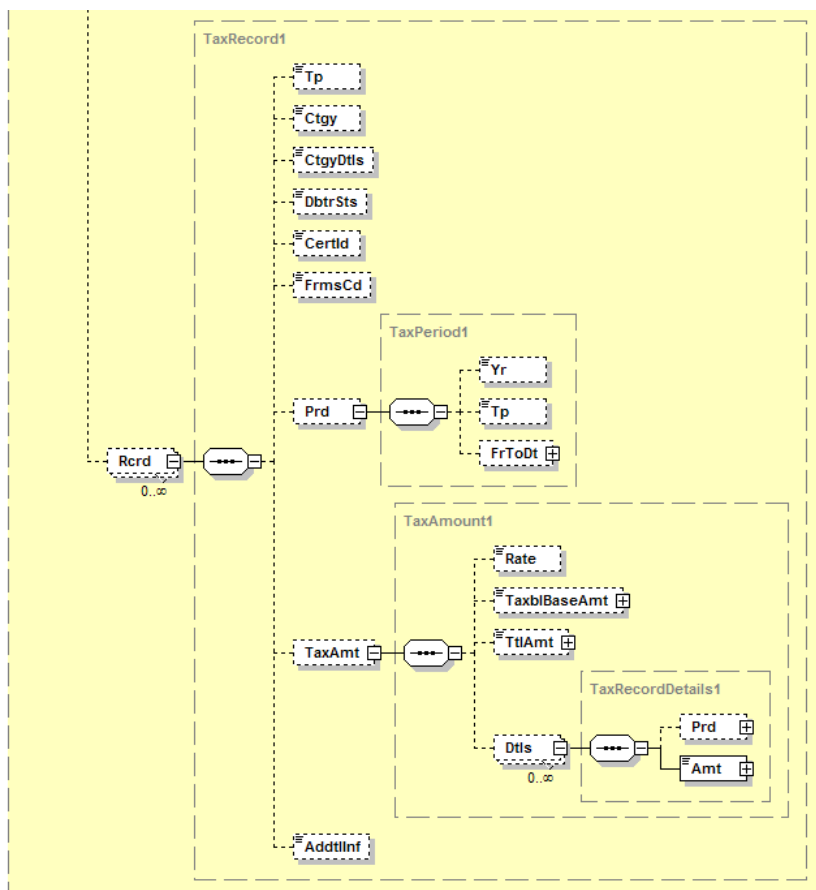 TaxRecord1
Tp
Ctgy
CtgyDtls
DbtrSts
CertId
FrmsCd
TaxPeriod1
Yr
Prd
Tp
FrToDt
Rcrd
0..∞
TaxAmount1
Rate
TaxblBaseAmt
TtlAmt
TaxAmt
TaxRecordDetails1
Prd
Dtls
Amt
0..∞
AddtlInf